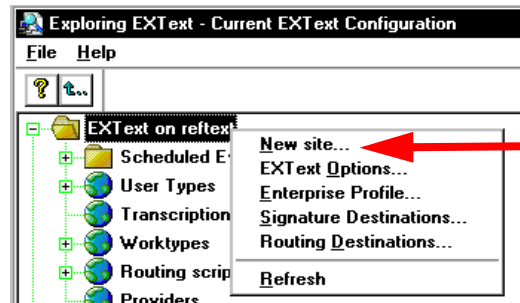 Exploring EXText - Current EXText Configuration
File Help
EXText on reftext
New site...
Scheduled
EXText Options...
User Types
Enterprise Profile...
Transcription
Signature Destinations...
Worktypes
Routing Destinations...
Routing scrip
Refresh
Providers